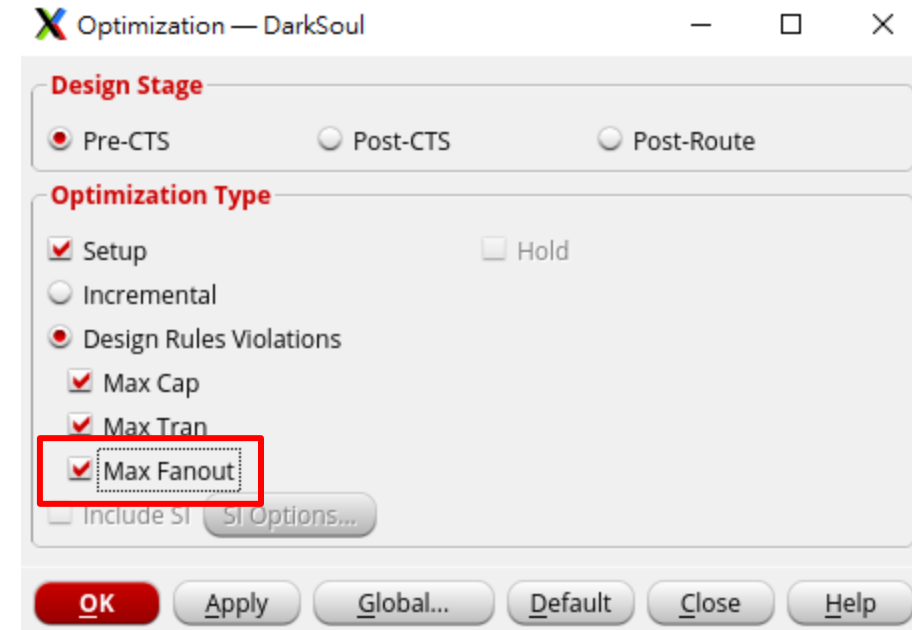 Optimization — DarkSoul
Design Stage
Pre-CTS Post-CTS Post-Route
Optimization Type
Setup Hold
Incremental
Design Rules Violations
Max Cap
Max Tran
Max Fanout
Include SI SI Options...
OK Apply Global... Default Close Help